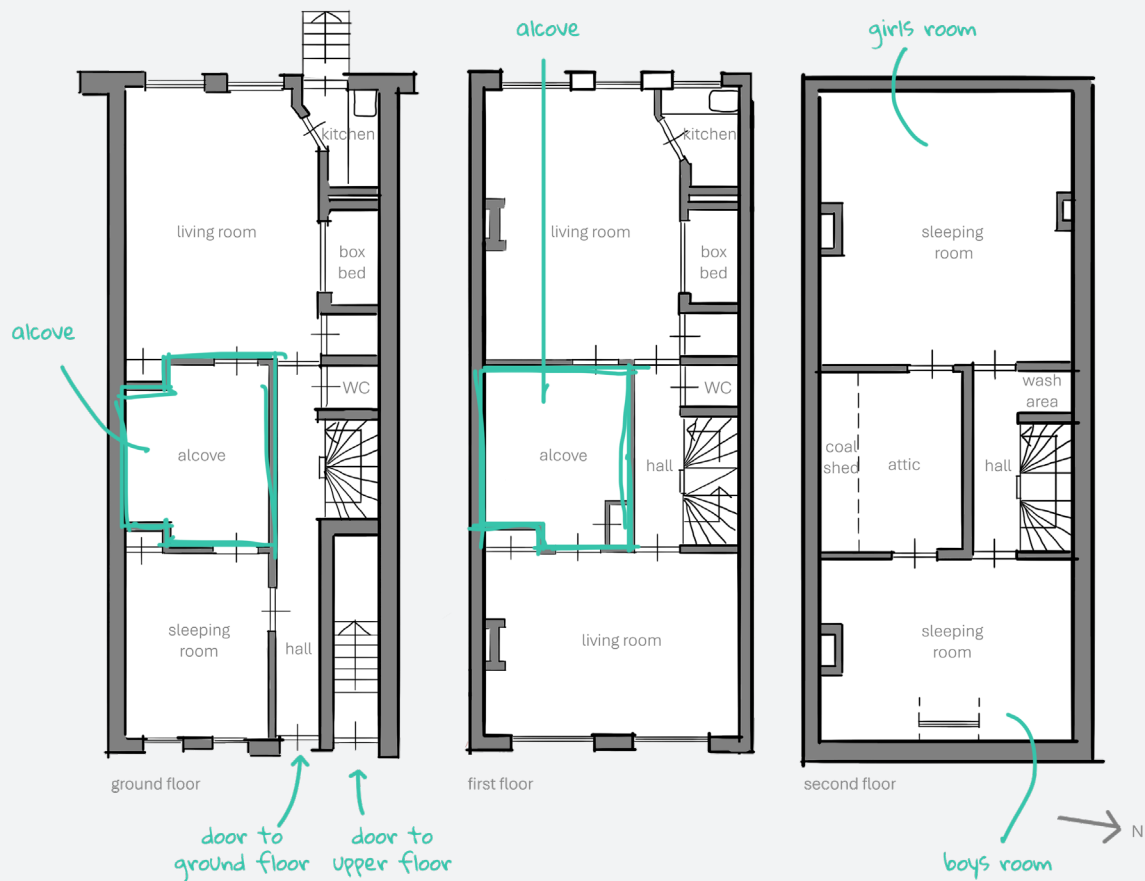 alcove
girls room
kitchen
kitchen
living room
living room
sleeping
room
box
bed
box
bed
alcove
WC
WC
wash
area
alcove
alcove
hall
coal
shed
attic
hall
sleeping
room
hall
living room
sleeping
room
ground floor
first floor
second floor
door to
ground floor
door to
upper floor
boys room
N